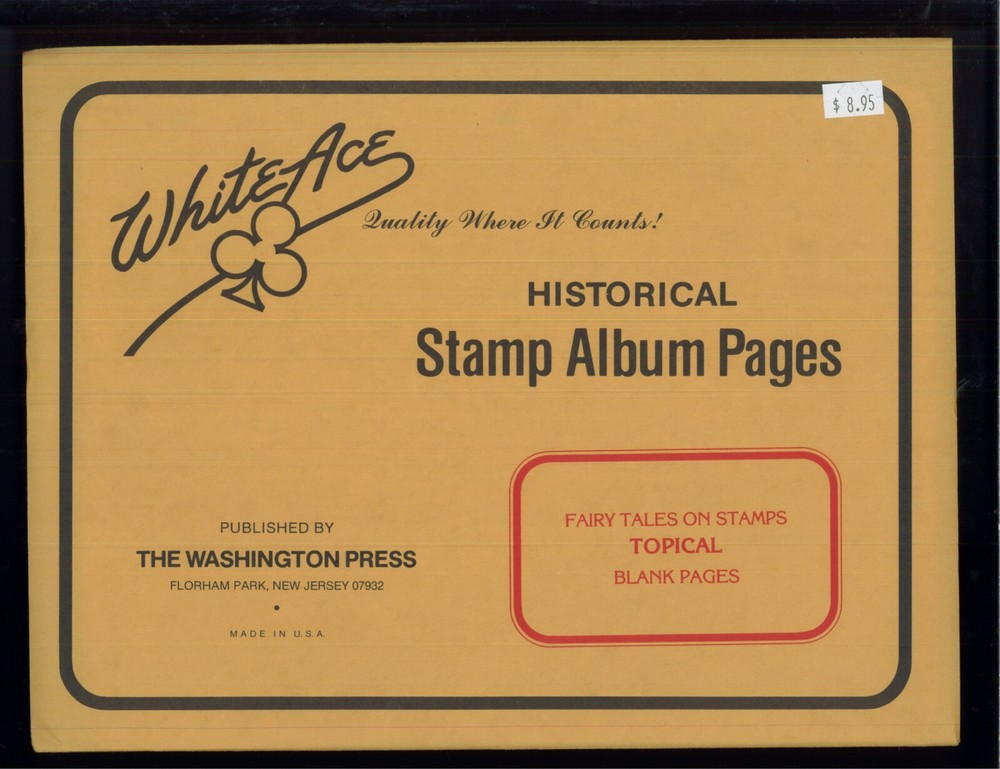 $ 8.95
White Ace
Quality Where It Counts!
HISTORICAL
Stamp Album Pages
FAIRY TALES ON STAMPS
TOPICAL
BLANK PAGES
PUBLISHED BY
THE WASHINGTON PRESS
FLORHAM PARK, NEW JERSEY 07932
•
MADE IN U.S.A.